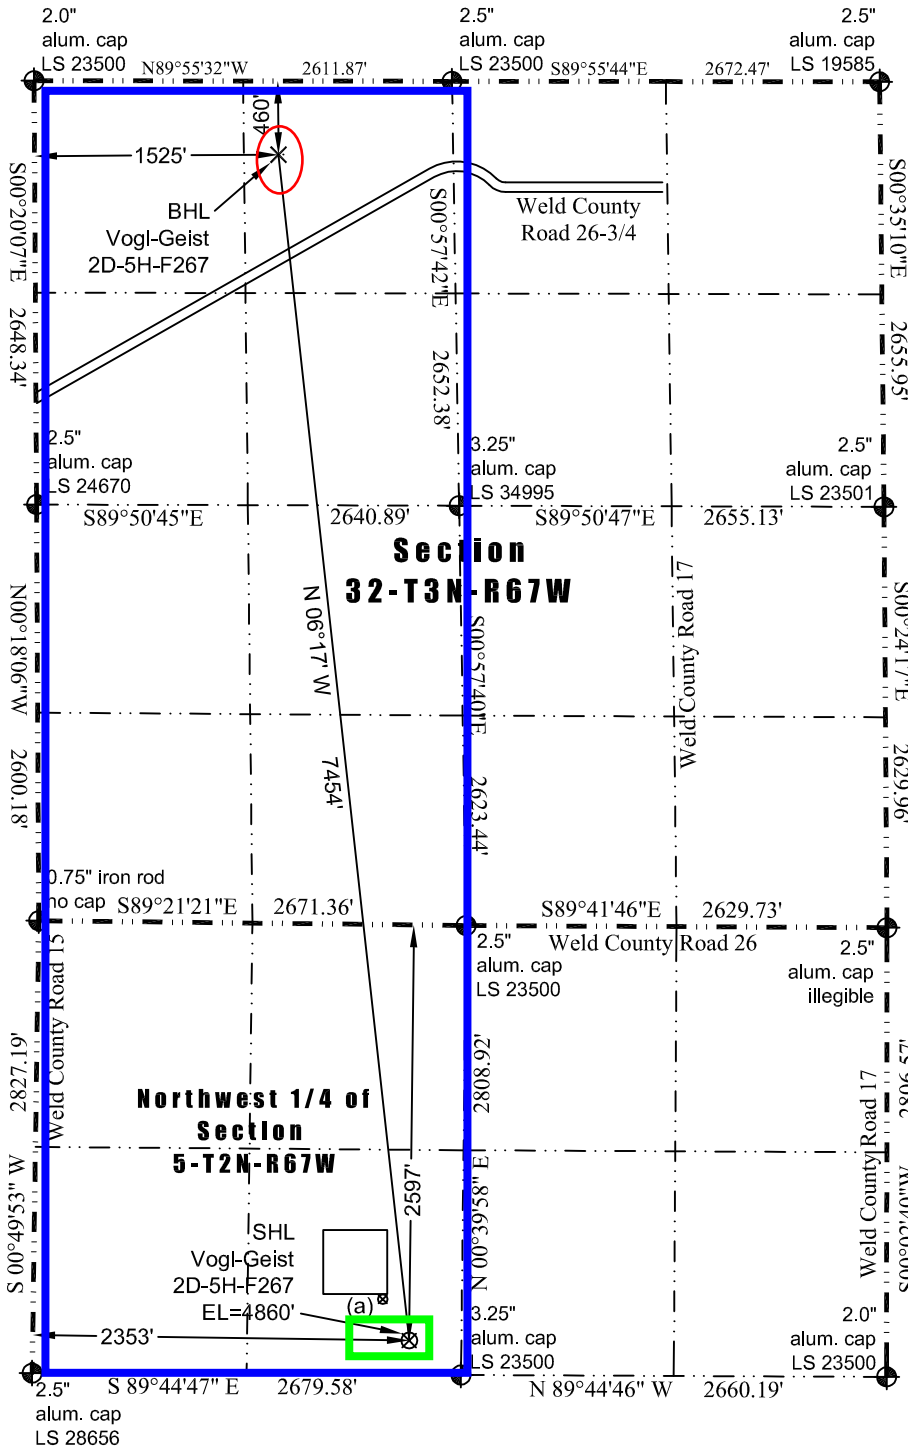 2.0"
alum. cap
LS 23500
2.5"
alum. cap
LS 23500
2.5"
alum. cap
LS 19585
N89°55'32"W 2611.87'
S89°55'44"E 2672.47'
460'
1525'
BHL
Vogl-Geist
2D-5H-F267
S00°20'07"E 2648.34'
S00°57'42"E 2652.38'
Weld County
Road 26-3/4
S00°35'10"E 2655.95'
2.5"
alum. cap
LS 24670
3.25"
alum. cap
LS 34995
2.5"
alum. cap
LS 23501
S89°50'45"E 2640.89'
S89°50'47"E 2655.13'
Section
32-T3N-R67W
N 06°17' W 7454'
N00°18'06"W 2600.18'
S00°57'40"E 2623.44'
Weld County Road 17
S00°24'17"E 2629.96'
0.75" iron rod
no cap
S89°21'21"E 2671.36'
S89°41'46"E 2629.73'
Weld County Road 26
2.5"
alum. cap
LS 23500
2.5"
alum. cap
illegible
Weld County Road 15
S 00°49'53" W 2827.19'
Northwest 1/4 of
Section
5-T2N-R67W
2597'
N 00°39'58" E 2808.92'
Weld County Road 17
SHL
Vogl-Geist
2D-5H-F267
EL=4860'
(a)
2353'
3.25"
alum. cap
LS 23500
2.0"
alum. cap
LS 23500
S 89°44'47" E 2679.58'
N 89°44'46" W 2660.19'
2.5"
alum. cap
LS 28656